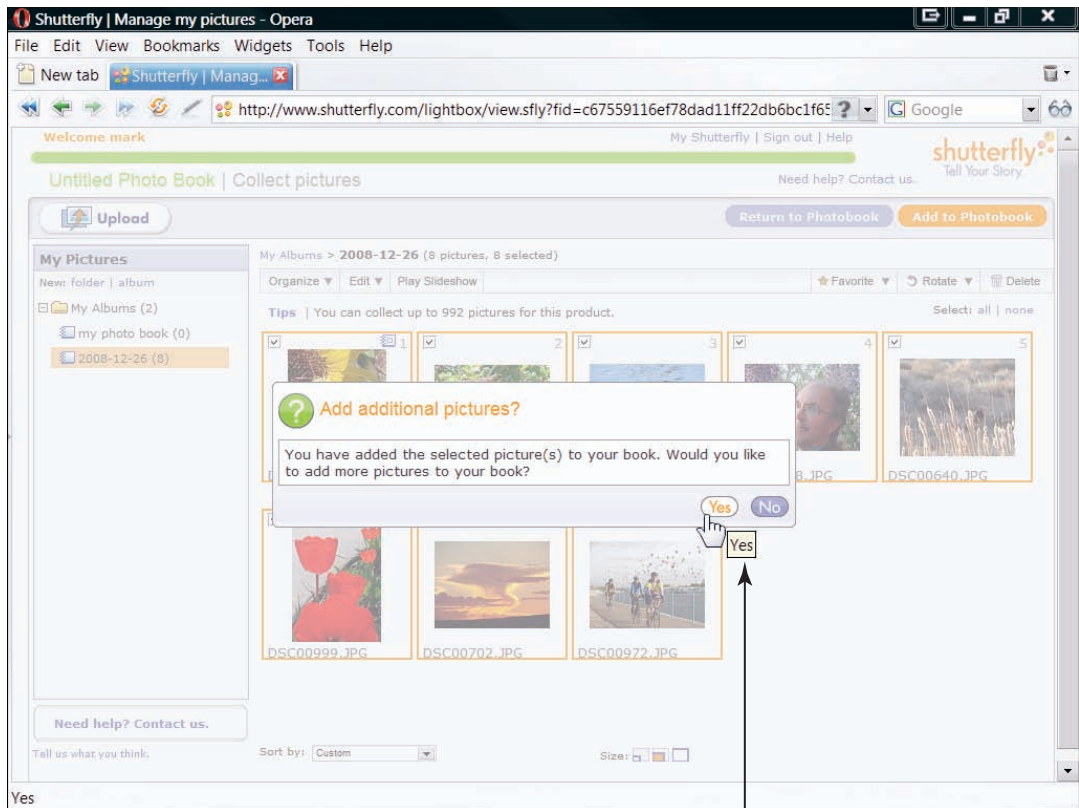 Shutterfly | Manage my pictures - Opera
File Edit View Bookmarks Widgets Tools Help
New tab Shutterfly | Manag...
http://www.shutterfly.com/lightbox/view.sfly?fid=c67559116ef78dad11ff22db6bc1f65 ? G Google
Welcome mark My Shutterfly | Sign out | Help
shutterfly
Tell Your Story
Untitled Photo Book | Collect pictures Need help? Contact us.
Upload Return to Photobook Add to Photobook
My Pictures
New: folder | album
My Albums (2)
my photo book (0)
2008-12-26 (8)
My Albums > 2008-12-26 (8 pictures, 8 selected)
Organize Edit Play Slideshow Favorite Rotate Delete
Tips | You can collect up to 992 pictures for this product. Select: all | none
1 2 3 4 5
Add additional pictures?
You have added the selected picture(s) to your book. Would you like
to add more pictures to your book?
Yes No
Yes
8.JPG DSC00640.JPG
DSC00999.JPG DSC00702.JPG DSC00972.JPG
Need help? Contact us.
Tell us what you think.
Sort by: Custom Size:
Yes